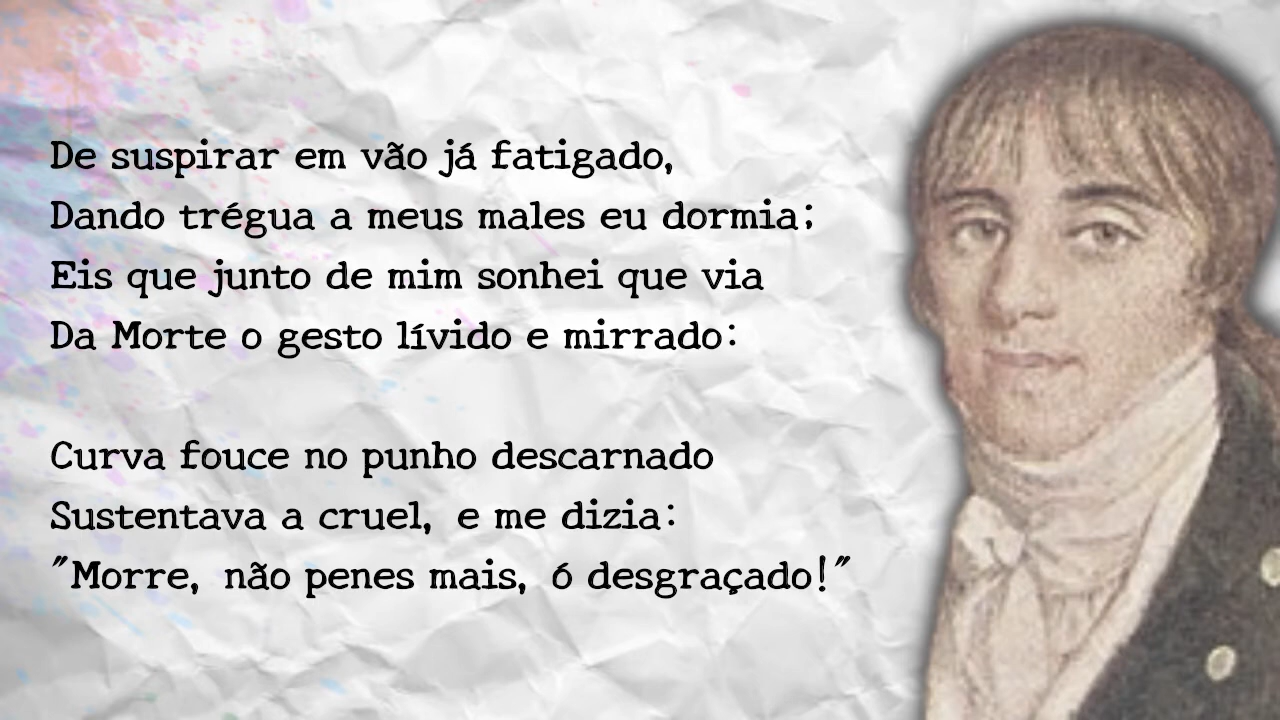 De suspirar em vão já fatigado,
Dando trégua a meus males eu dormia;
Eis que junto de mim sonhei que via
Da Morte o gesto lívido e mirrado:
Curva fouce no punho descarnado
Sustentava a cruel, e me dizia:
"Morre, não penes mais, ó desgraçado!"